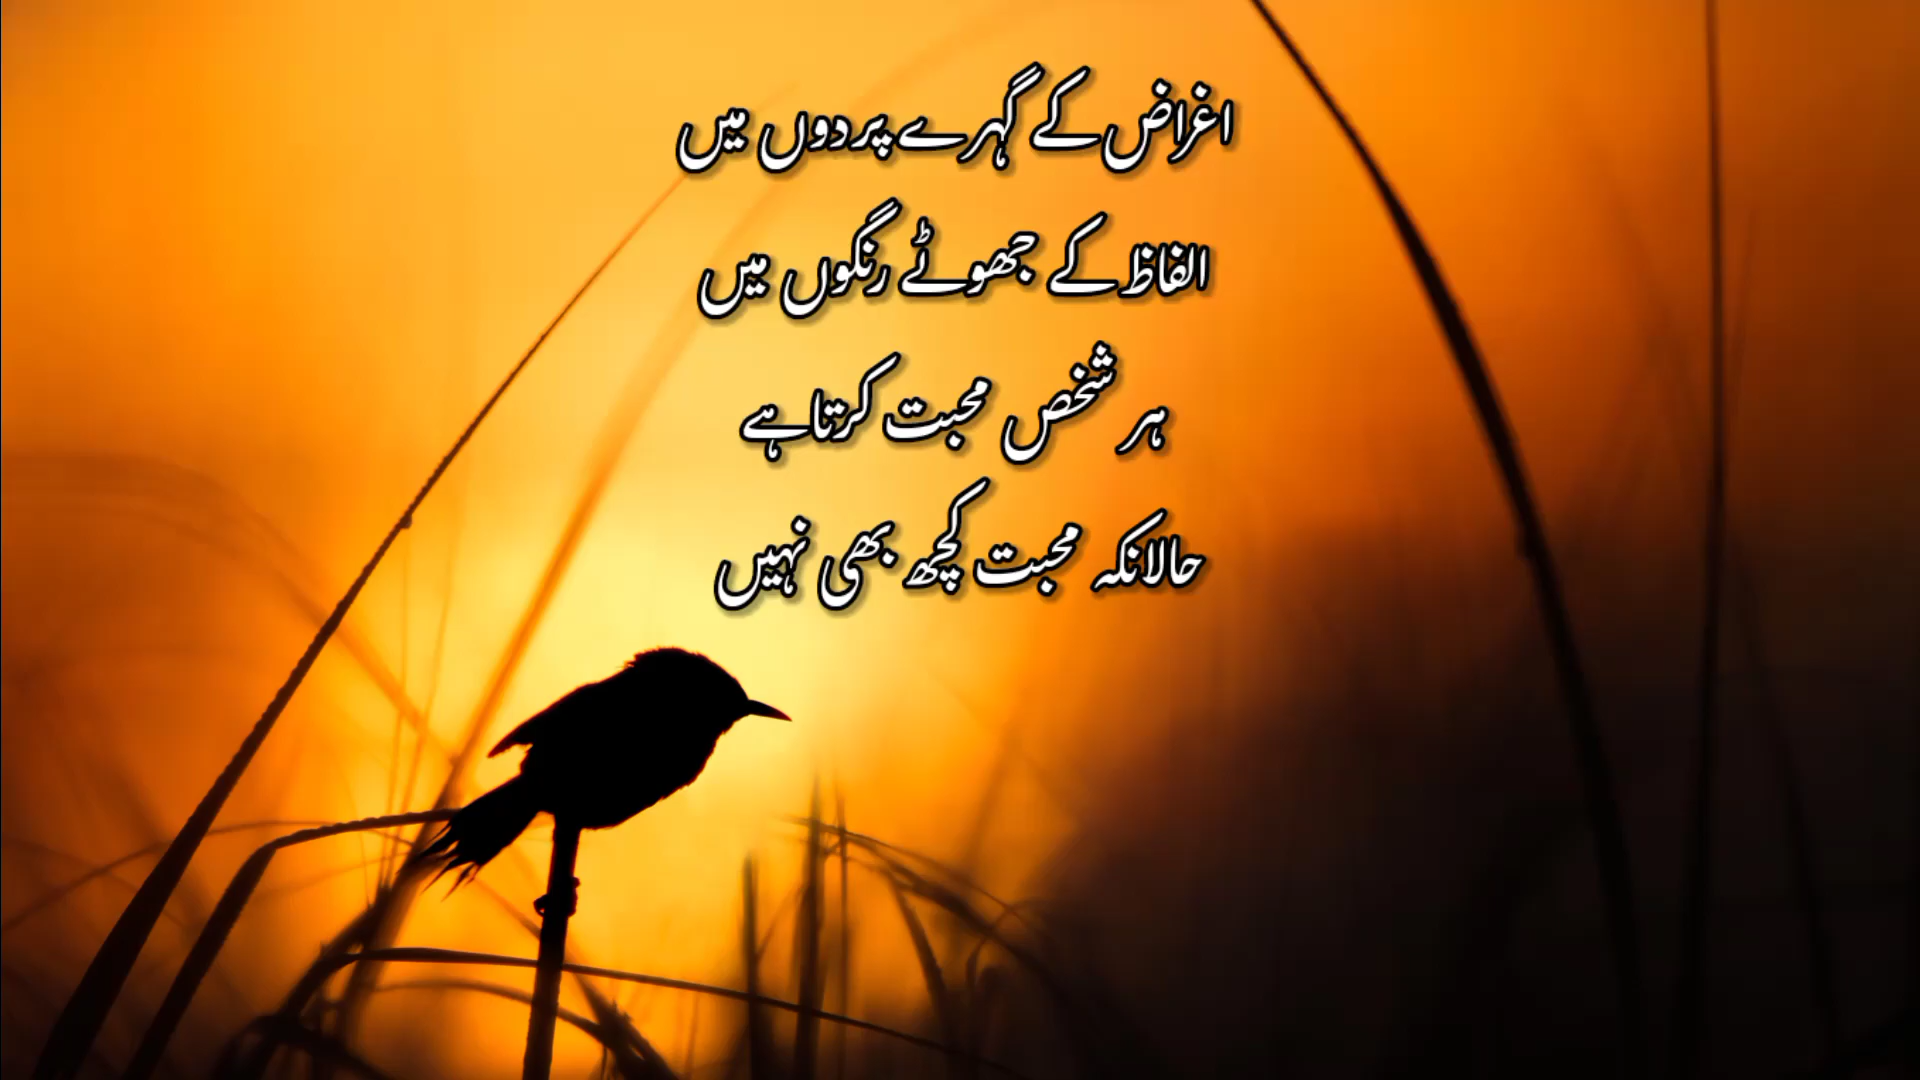 اغراض کے گہرے پردوں میں
الفاظ کے جھوٹے رنگوں میں
ہر شخص محبت کرتا ہے
حالانکہ محبت کچھ بھی نہیں